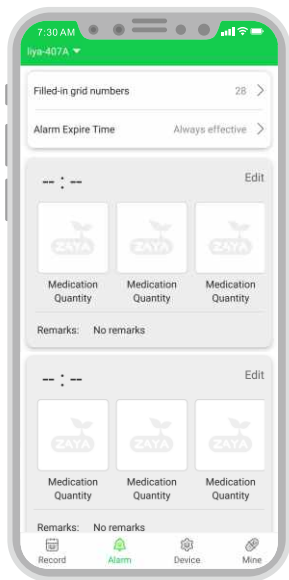 7:30 AM
liya-407A
Filled-in grid numbers 28
Alarm Expire Time Always effective
-- : -- Edit
ZAYA ZAYA ZAYA
Medication Medication Medication
Quantity Quantity Quantity
Remarks: No remarks
-- : -- Edit
ZAYA ZAYA ZAYA
Medication Medication Medication
Quantity Quantity Quantity
Remarks: No remarks
Record Alarm Device Mine